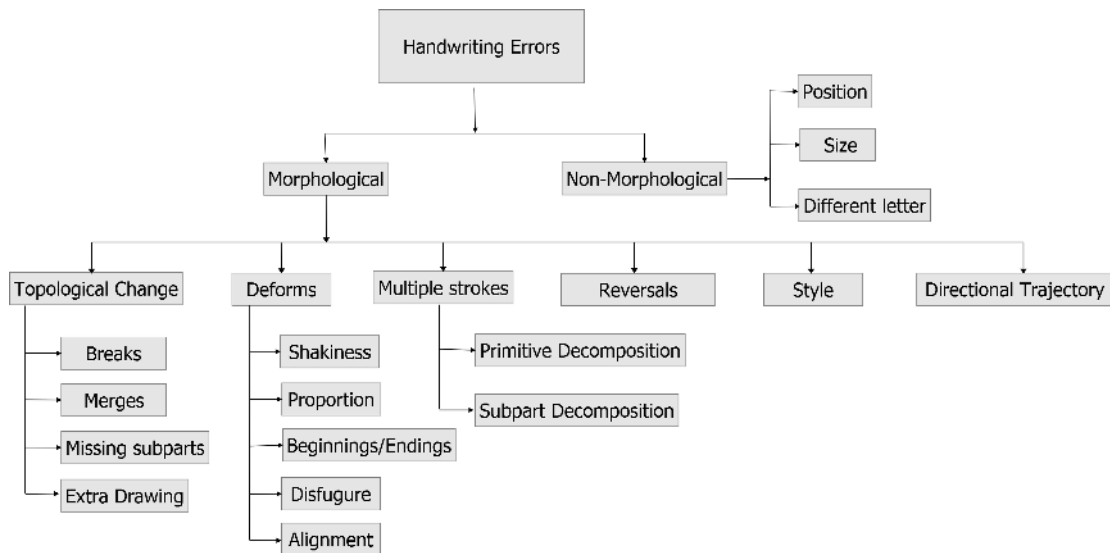 Handwriting Errors
Position
Size
Morphological
Non-Morphological
Different letter
Topological Change
Deforms
Multiple strokes
Reversals
Style
Directional Trajectory
Breaks
Merges
Missing subparts
Extra Drawing
Shakiness
Proportion
Beginnings/Endings
Disfugure
Alignment
Primitive Decomposition
Subpart Decomposition